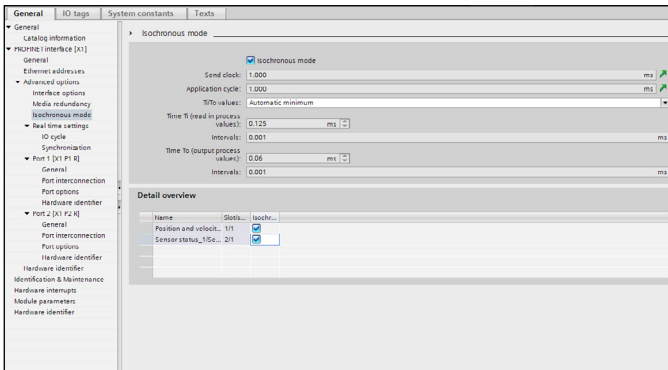 General IO tags System constants Texts
General
Catalog information
PROFINET interface [X1]
General
Ethernet addresses
Advanced options
Interface options
Media redundancy
Isochronous mode
Real time settings
IO cycle
Synchronization
Port 1 [X1 P1 R]
General
Port interconnection
Port options
Hardware identifier
Port 2 [X1 P2 R]
General
Port interconnection
Port options
Hardware identifier
Hardware identifier
Identification & Maintenance
Hardware interrupts
Module parameters
Hardware identifier
Isochronous mode
Isochronous mode
Send clock: 1.000 ms
Application cycle: 1.000 ms
Ti/To values: Automatic minimum
Time Ti (read in process
values): 0.125 ms
Intervals: 0.001 ms
Time To (output process
values): 0.06 ms
Intervals: 0.001 ms
Detail overview
Name Slot/s... Isochr...
Position and velocit... 1/1
Sensor status_1/Se... 2/1